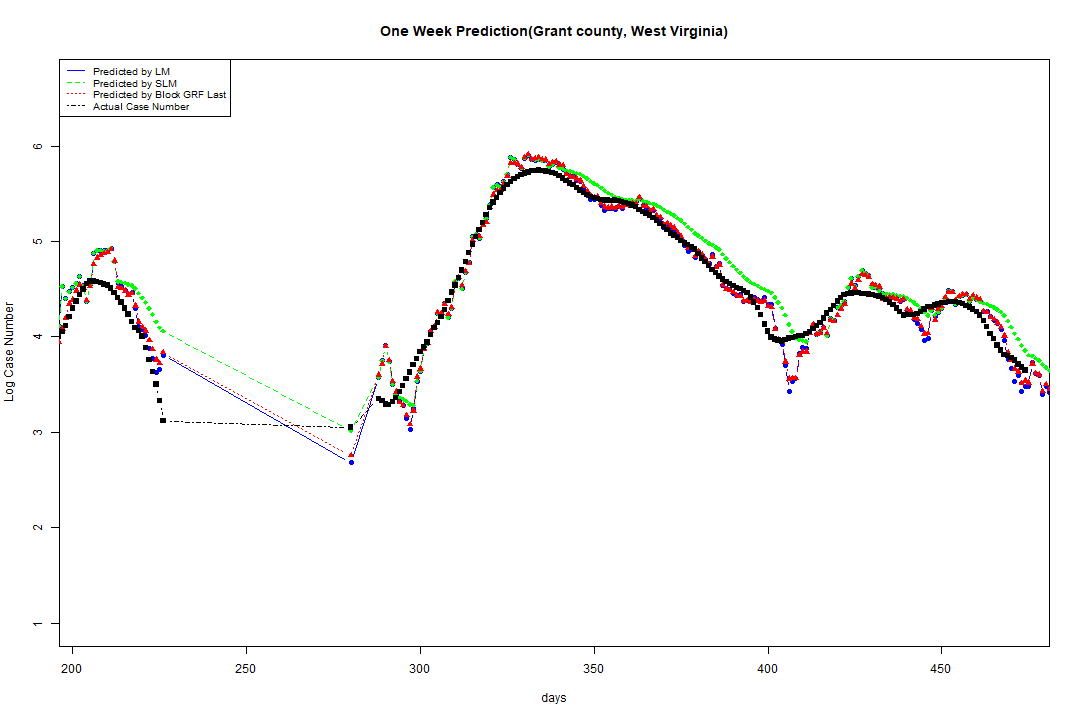 One Week Prediction(Grant county, West Virginia)
Predicted by LM
Predicted by SLM
Predicted by Block GRF Last
Actual Case Number
Log Case Number
6
5
4
3
2
1
200 250 300 350 400 450
days